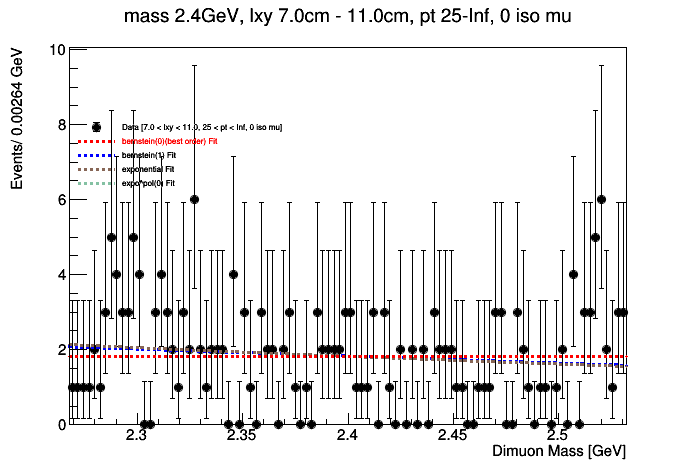 mass 2.4GeV, lxy 7.0cm - 11.0cm, pt 25-Inf, 0 iso mu
Events/ 0.00264 GeV
10
8
6
4
2
0
Data [7.0 < lxy < 11.0, 25 < pt < Inf, 0 iso mu]
bernstein(0)(best order) Fit
bernstein(1) Fit
exponential Fit
expo*pol(0) Fit
2.3 2.35 2.4 2.45 2.5
Dimuon Mass [GeV]